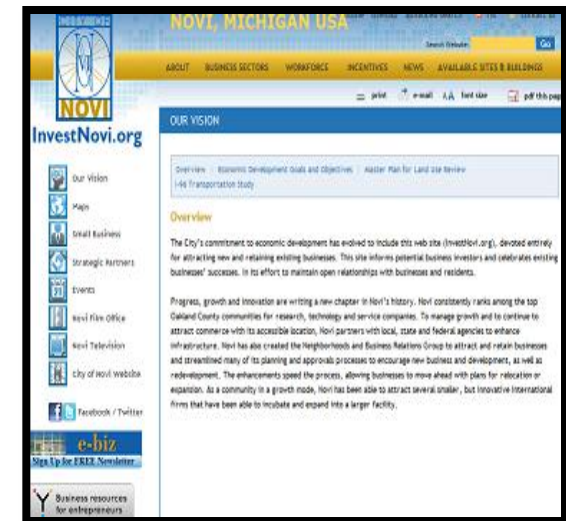 NOVI, MICHIGAN USA
Search Website: Go
ABOUT BUSINESS SECTORS WORKFORCE INCENTIVES NEWS AVAILABLE SITES & BUILDINGS
print e-mail font size pdf this page
NOVI
InvestNovi.org
Our Vision
Maps
Small Business
Strategic Partners
Events
Novi Film Office
Novi Television
City of Novi Website
Facebook / Twitter
e-biz
Sign Up for FREE Newsletter
Business resources
for entrepreneurs
OUR VISION
Overview | Economic Development Goals and Objectives | Master Plan for Land Use Review
I-96 Transportation Study
Overview
The City's commitment to economic development has evolved to include this web site (InvestNovi.org), devoted entirely
for attracting new and retaining existing businesses. This site informs potential business investors and celebrates existing
businesses' successes. In its effort to maintain open relationships with businesses and residents.
Progress, growth and innovation are writing a new chapter in Novi's history. Novi consistently ranks among the top
Oakland County communities for research, technology and service companies. To manage growth and to continue to
attract commerce with its accessible location, Novi partners with local, state and federal agencies to enhance
infrastructure. Novi has also created the Neighborhoods and Business Relations Group to attract and retain businesses
and streamlined many of its planning and approvals processes to encourage new business and development, as well as
redevelopment. The enhancements speed the process, allowing businesses to move ahead with plans for relocation or
expansion. As a community in a growth mode, Novi has been able to attract several smaller, but innovative international
firms that have been able to incubate and expand into a larger facility.